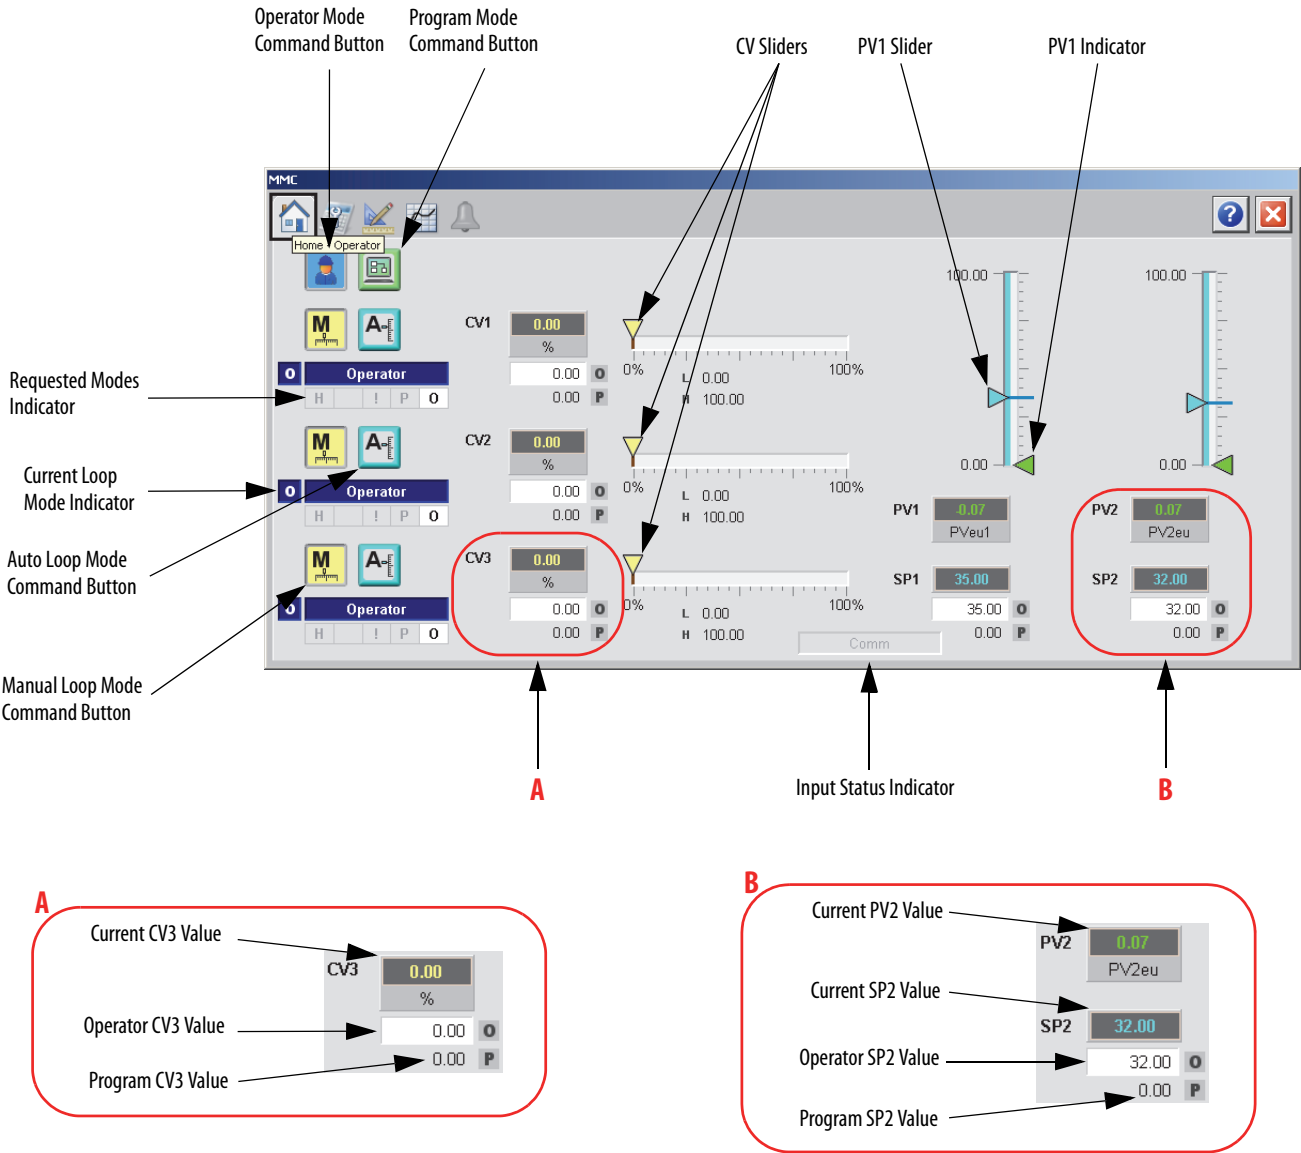 Operator Mode
Command Button
Program Mode
Command Button
CV Sliders
PV1 Slider
PV1 Indicator
MMC
Home - Operator
M
A
CV1
0.00
%
0.00 O
0.00 P
0%
100%
L 0.00
H 100.00
O Operator
H ! P O
Requested Modes
Indicator
M
A
CV2
0.00
%
0.00 O
0.00 P
0%
100%
L 0.00
H 100.00
O Operator
H ! P O
Current Loop
Mode Indicator
Auto Loop Mode
Command Button
M
A
CV3
0.00
%
0.00 O
0.00 P
0%
100%
L 0.00
H 100.00
O Operator
H ! P O
Manual Loop Mode
Command Button
100.00
0.00
100.00
0.00
PV1
-0.07
PVeu1
SP1
35.00
35.00 O
0.00 P
PV2
0.07
PV2eu
SP2
32.00
32.00 O
0.00 P
Comm
A
Input Status Indicator
B
A
Current CV3 Value
CV3
0.00
%
Operator CV3 Value
0.00 O
0.00 P
Program CV3 Value
B
Current PV2 Value
PV2
0.07
PV2eu
Current SP2 Value
SP2
32.00
Operator SP2 Value
32.00 O
0.00 P
Program SP2 Value